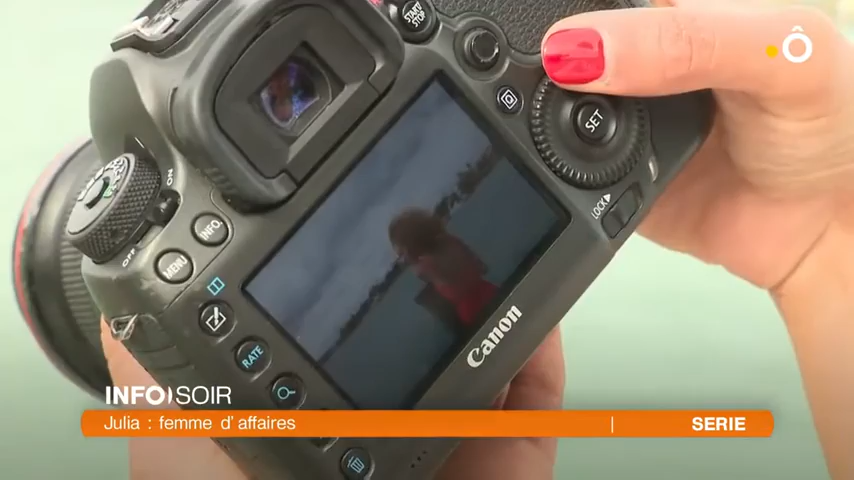 START/
STOP
ô
SET
ON
LOCK▶
OFF
INFO.
MENU
RATE
Canon
INFO)SOIR
Julia : femme d'affaires | SERIE